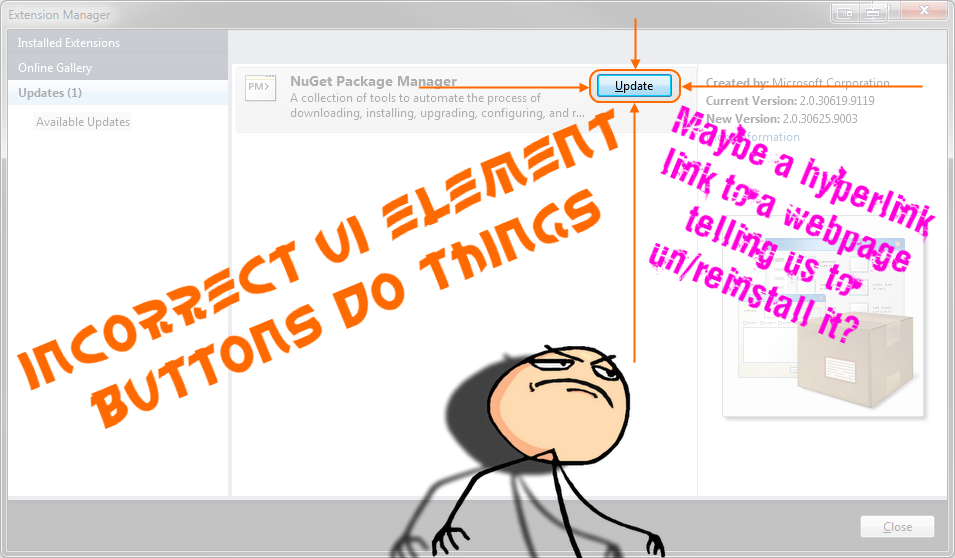 Extension Manager
Installed Extensions
Online Gallery
Updates (1)
Available Updates
PM>
NuGet Package Manager
A collection of tools to automate the process of
downloading, installing, upgrading, configuring, and r...
Update
Created by: Microsoft Corporation
Current Version: 2.0.30619.9119
New Version: 2.0.30625.9003
Information
INCORRECT UI ELEMENT
BUTTONS DO THINGS
Maybe a hyperlink
link to a webpage
telling us to
un/reinstall it?
Close